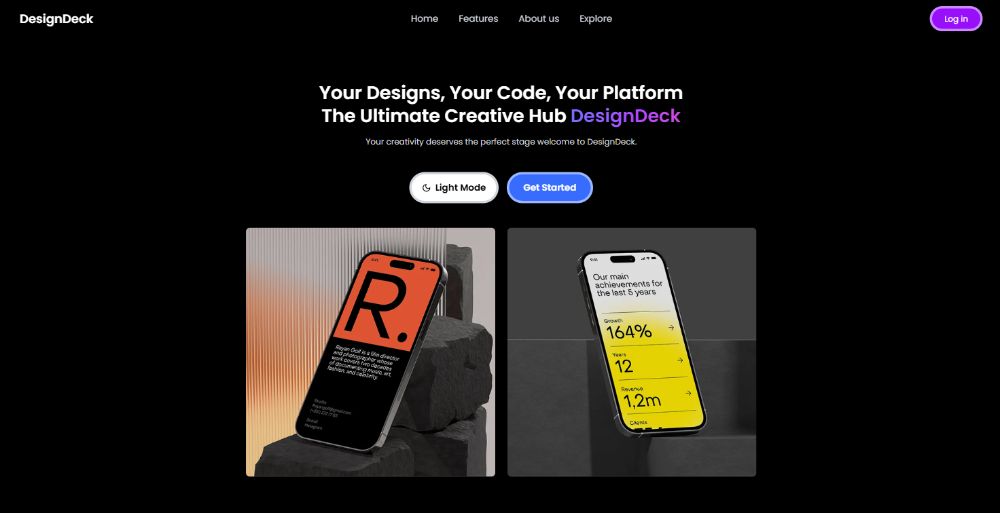 DesignDeck
Home
Features
About us
Explore
Log in
Your Designs, Your Code, Your Platform
The Ultimate Creative Hub DesignDeck
Your creativity deserves the perfect stage welcome to DesignDeck.
Light Mode
Get Started
9:41
R.
Rayan Golf is a film director
and photographer whose
work covers two decades
of documenting music, art,
fashion, and celebrity.
Studio
Rayangolf@gmail.com
(+351) 372 77 83
Social
Instagram
9:41
Our main
achievements for
the last 5 years
Growth
164%
Years
12
Revenue
1,2m
Clients